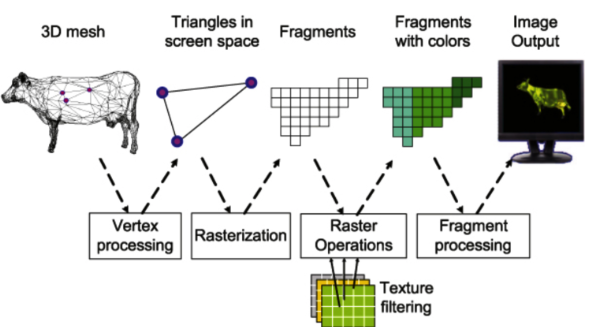 3D mesh
Triangles in
screen space
Fragments
Fragments
with colors
Image
Output
Vertex
processing
Rasterization
Raster
Operations
Fragment
processing
Texture
filtering